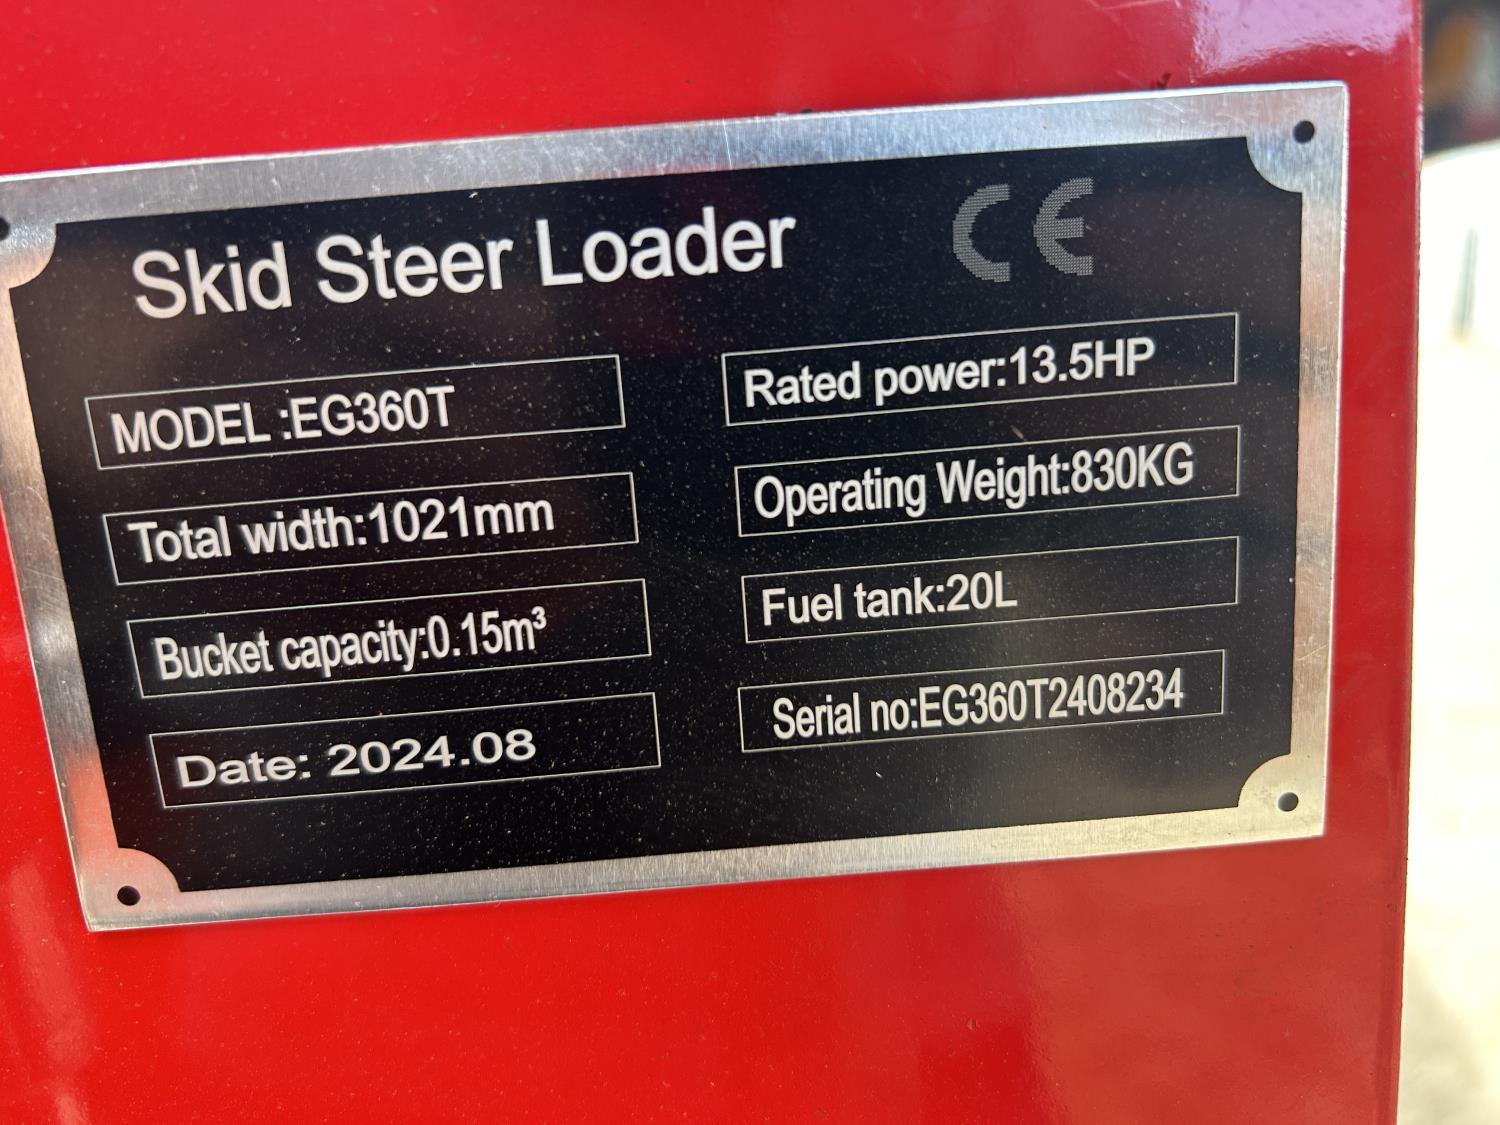 Skid Steer Loader CE
MODEL :EG360T
Rated power:13.5HP
Total width:1021mm
Operating Weight:830KG
Bucket capacity:0.15m³
Fuel tank:20L
Date: 2024.08
Serial no:EG360T2408234